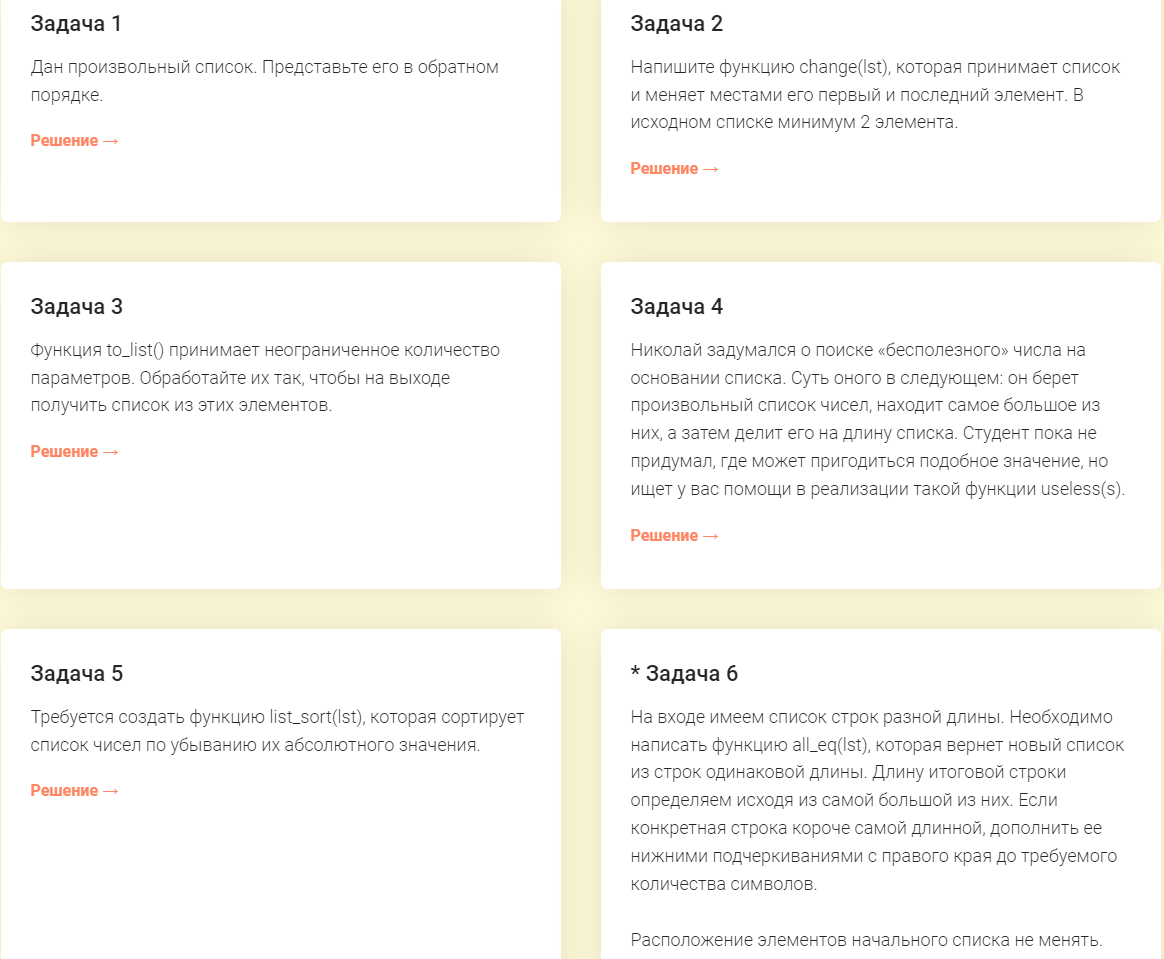 Задача 1
Дан произвольный список. Представьте его в обратном
порядке.
Решение →
Задача 2
Напишите функцию change(lst), которая принимает список
и меняет местами его первый и последний элемент. В
исходном списке минимум 2 элемента.
Решение →
Задача 3
Функция to_list() принимает неограниченное количество
параметров. Обработайте их так, чтобы на выходе
получить список из этих элементов.
Решение →
Задача 4
Николай задумался о поиске «бесполезного» числа на
основании списка. Суть оного в следующем: он берет
произвольный список чисел, находит самое большое из
них, а затем делит его на длину списка. Студент пока не
придумал, где может пригодиться подобное значение, но
ищет у вас помощи в реализации такой функции useless(s).
Решение →
Задача 5
Требуется создать функцию list_sort(lst), которая сортирует
список чисел по убыванию их абсолютного значения.
Решение →
* Задача 6
На входе имеем список строк разной длины. Необходимо
написать функцию all_eq(lst), которая вернет новый список
из строк одинаковой длины. Длину итоговой строки
определяем исходя из самой большой из них. Если
конкретная строка короче самой длинной, дополнить ее
нижними подчеркиваниями с правого края до требуемого
количества символов.
Расположение элементов начального списка не менять.